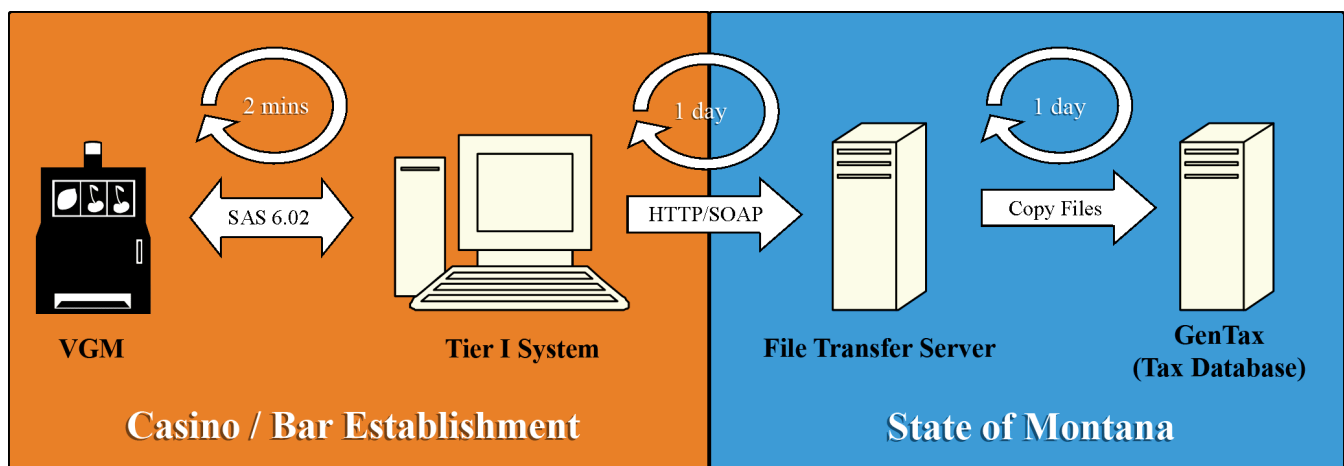 2 mins
1 day
1 day
SAS 6.02
HTTP/SOAP
Copy Files
VGM
Tier I System
File Transfer Server
GenTax
(Tax Database)
Casino / Bar Establishment
State of Montana